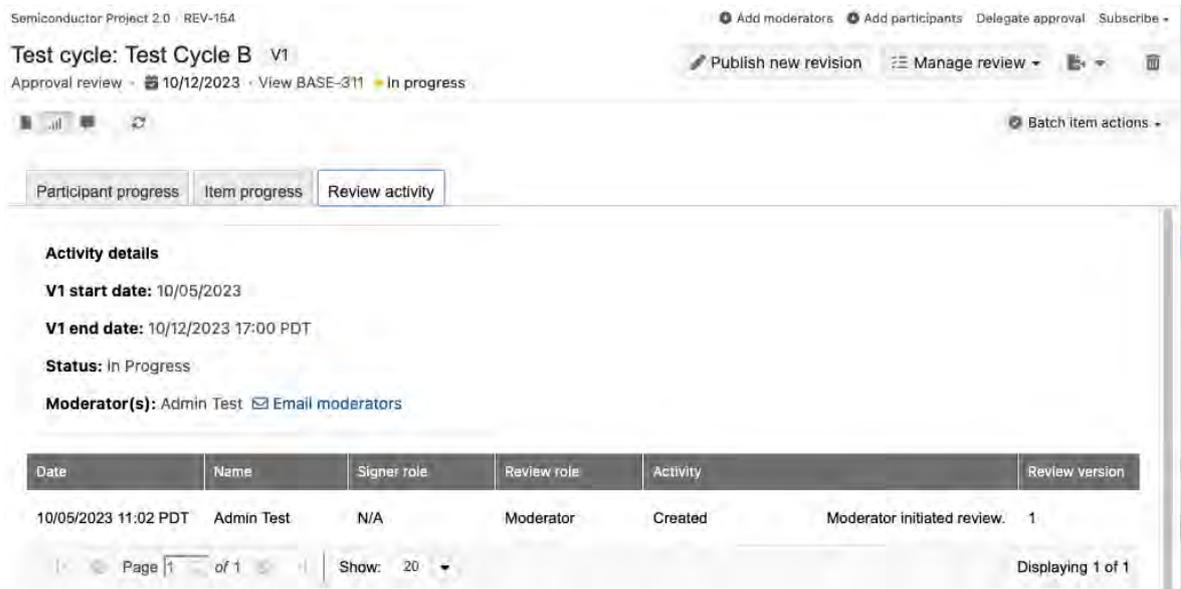 Semiconductor Project 2.0 · REV-154
Add moderators Add participants Delegate approval Subscribe
Test cycle: Test Cycle B V1
Publish new revision Manage review
Approval review · 10/12/2023 · View BASE-311 In progress
Batch item actions
Participant progress Item progress Review activity
Activity details
V1 start date: 10/05/2023
V1 end date: 10/12/2023 17:00 PDT
Status: In Progress
Moderator(s): Admin Test Email moderators
Date Name Signer role Review role Activity Review version
10/05/2023 11:02 PDT Admin Test N/A Moderator Created Moderator initiated review. 1
Page 1 of 1 Show: 20 Displaying 1 of 1